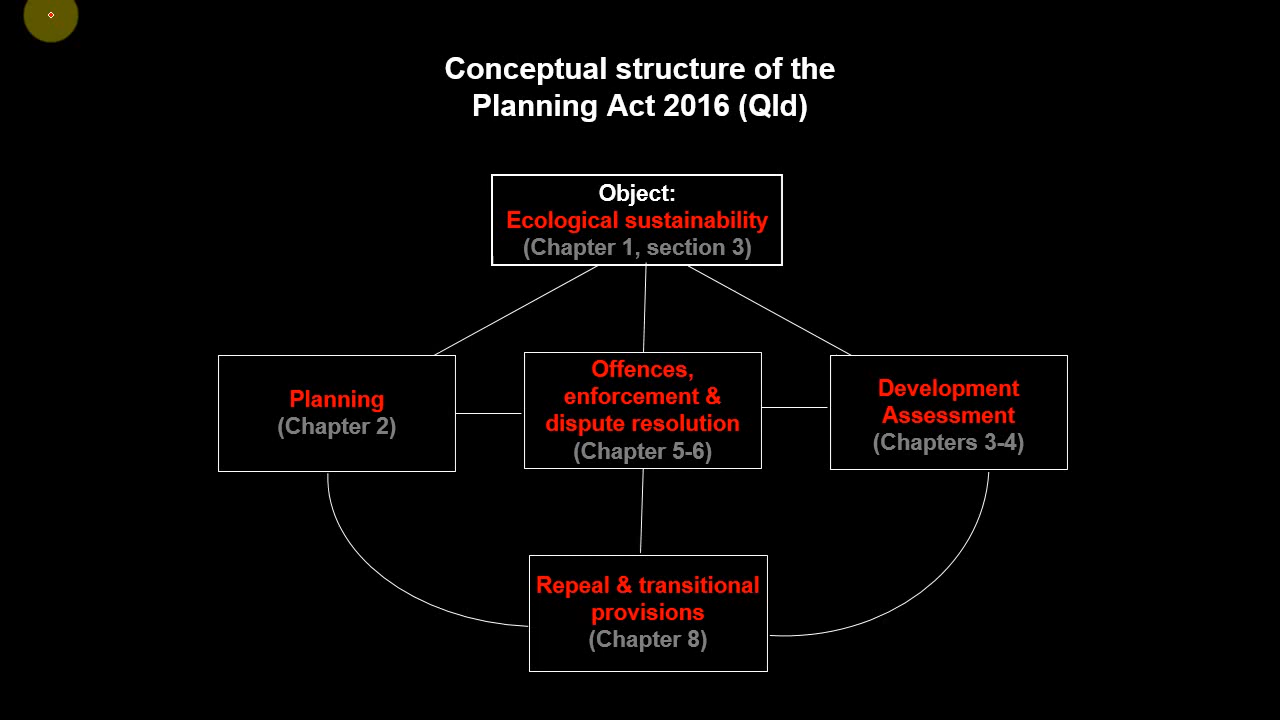 Conceptual structure of the
Planning Act 2016 (Qld)
Object:
Ecological sustainability
(Chapter 1, section 3)
Planning
(Chapter 2)
Offences,
enforcement &
dispute resolution
(Chapter 5-6)
Development
Assessment
(Chapters 3-4)
Repeal & transitional
provisions
(Chapter 8)